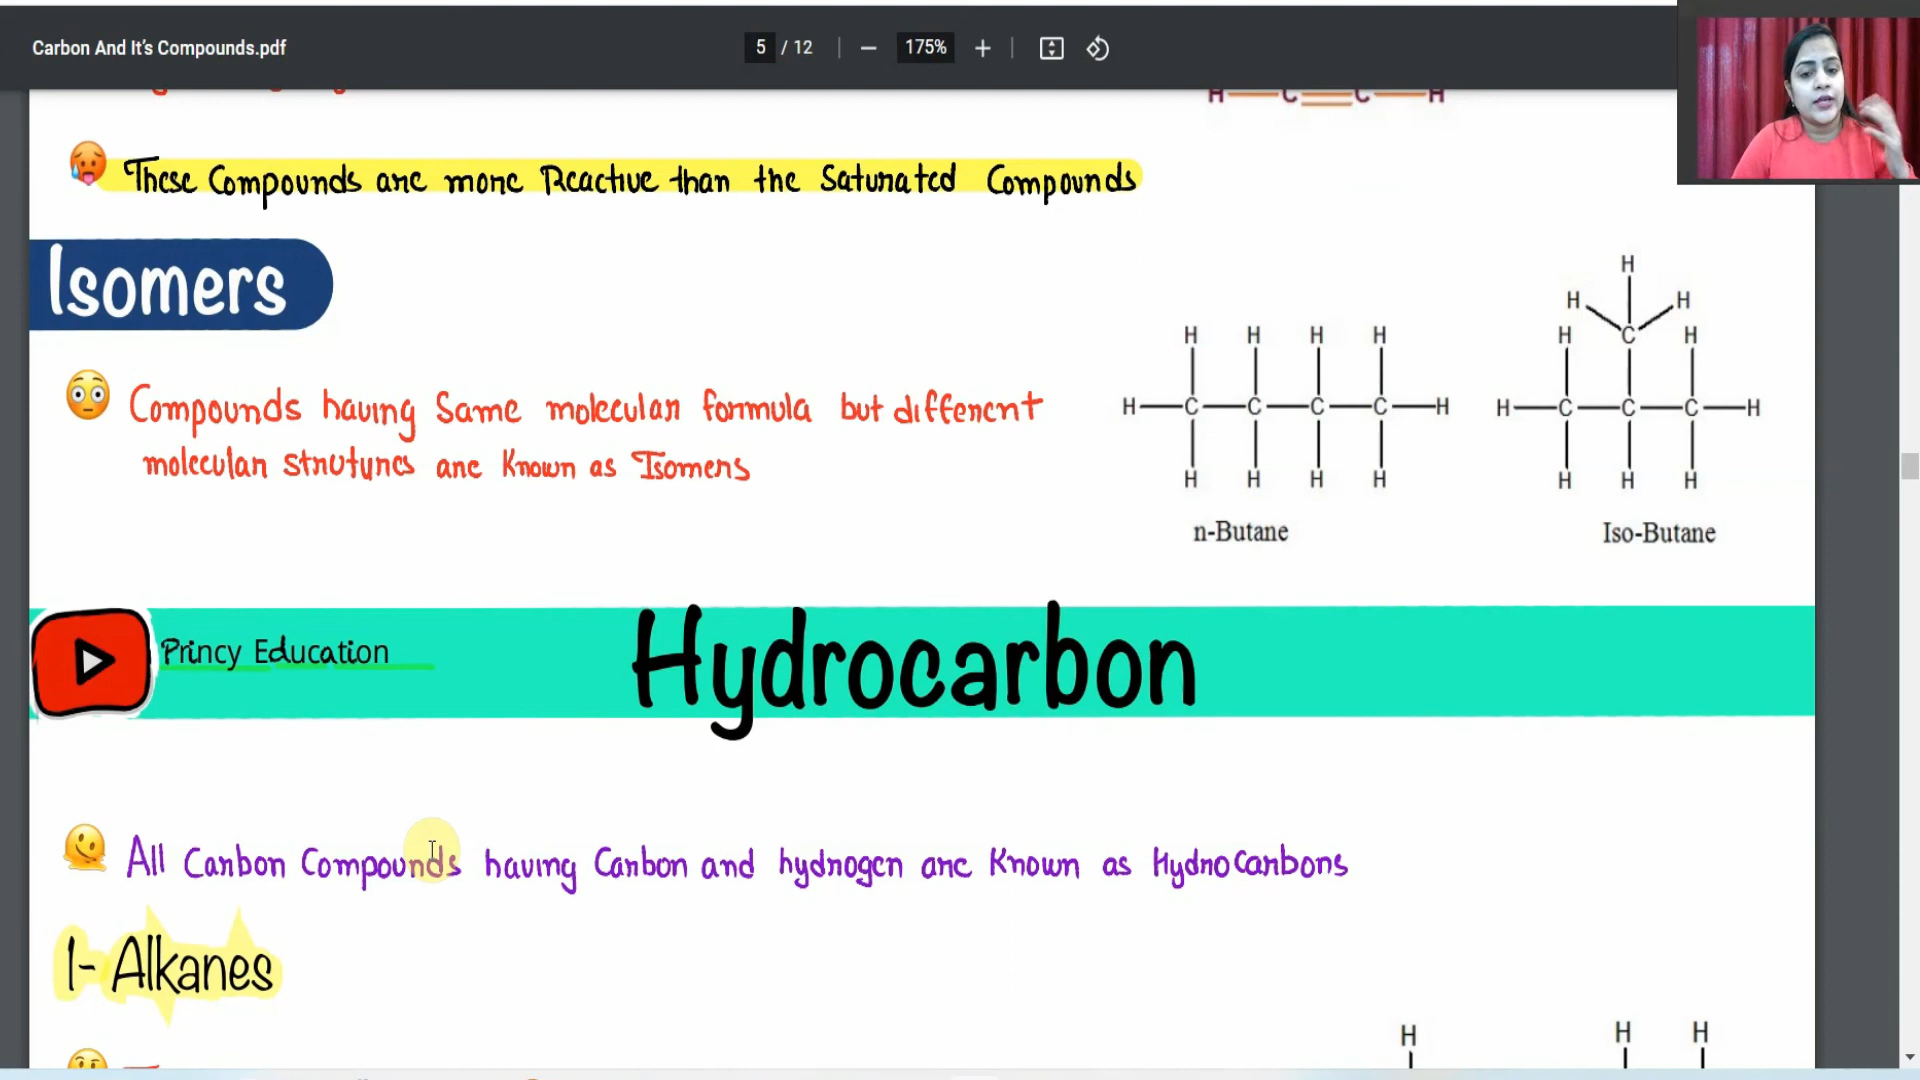 Carbon And It's Compounds.pdf
5 / 12
175%
H C C H
These Compounds are more Reactive than the Saturated Compounds
Isomers
Compounds having Same molecular formula but different
molecular strutures are Known as Isomers
H
H H
H H H H H C H
H C C C C H H C C C H
H H H H H H H
n-Butane Iso-Butane
Princy Education
Hydrocarbon
All Carbon Compounds having Carbon and hydrogen are Known as HydroCarbons
1- Alkanes
H H H